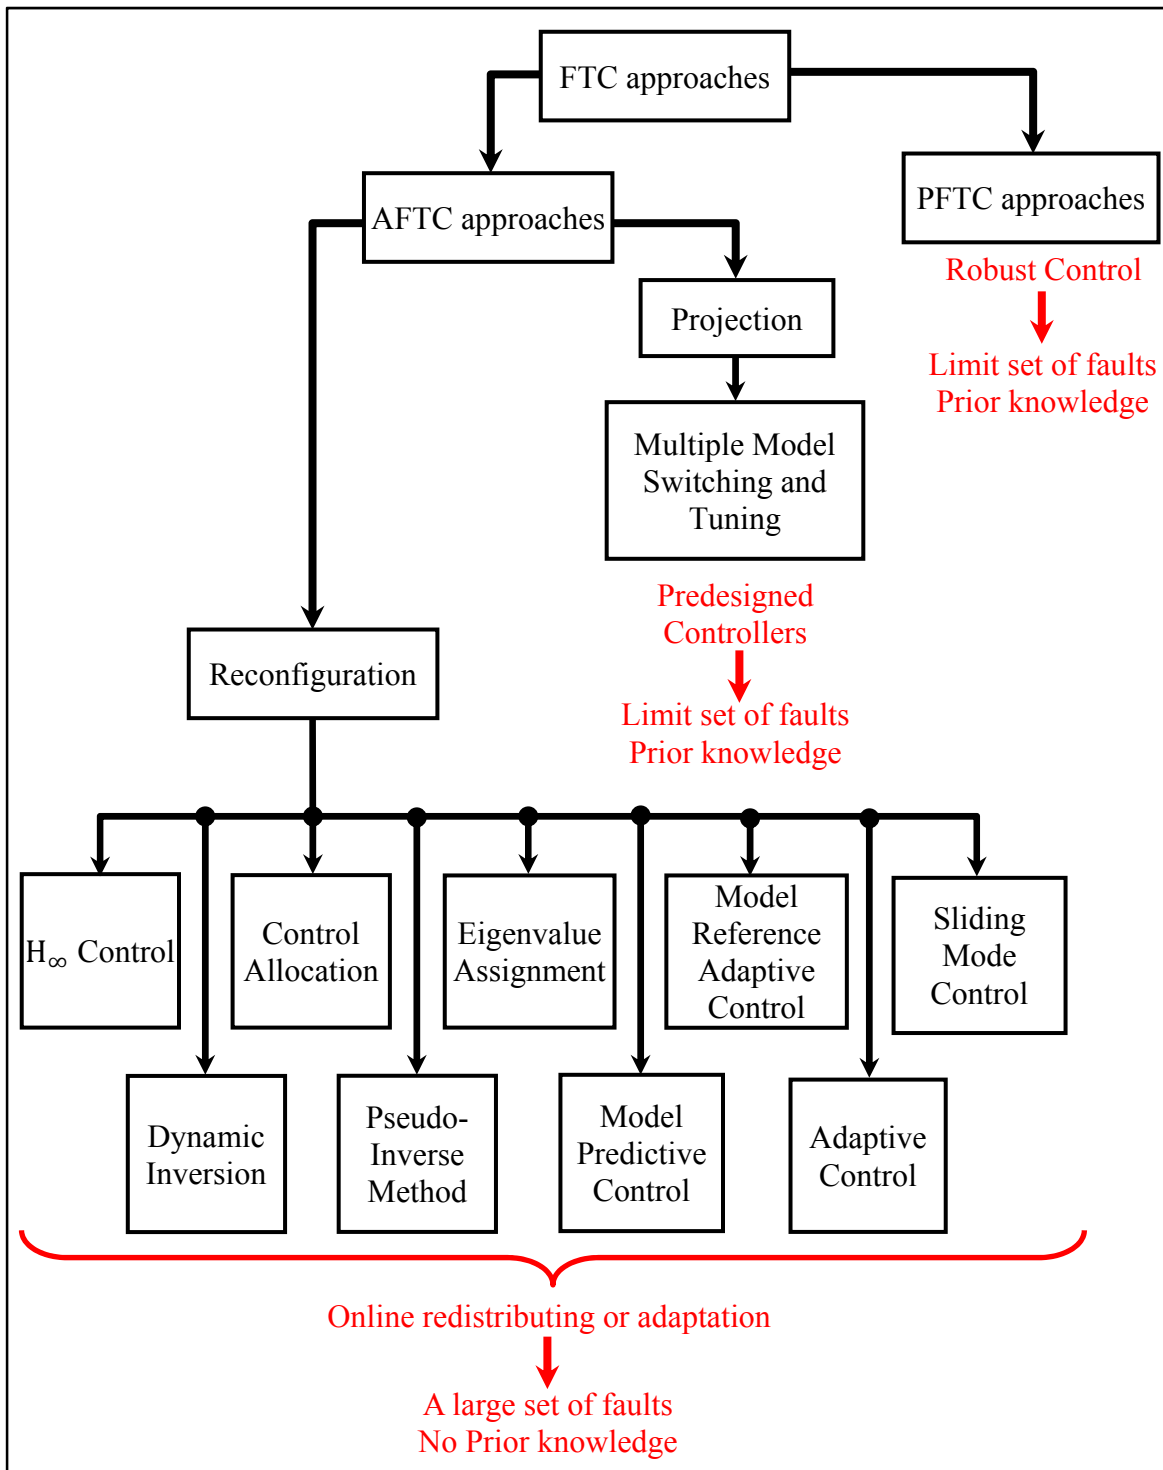 FTC approaches
AFTC approaches
PFTC approaches
Robust Control
Limit set of faults
Prior knowledge
Projection
Multiple Model
Switching and
Tuning
Predesigned
Controllers
Limit set of faults
Prior knowledge
Reconfiguration
H∞ Control
Control
Allocation
Eigenvalue
Assignment
Model
Reference
Adaptive
Control
Sliding
Mode
Control
Dynamic
Inversion
Pseudo-
Inverse
Method
Model
Predictive
Control
Adaptive
Control
Online redistributing or adaptation
A large set of faults
No Prior knowledge